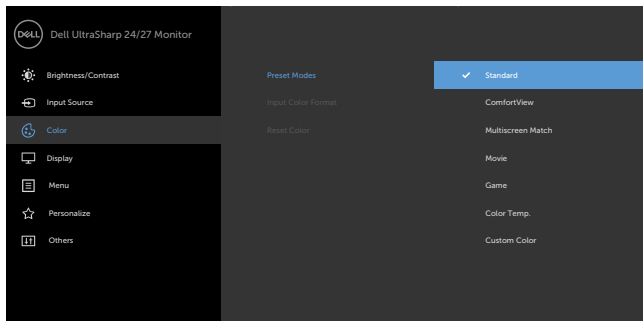 DELL Dell UltraSharp 24/27 Monitor
Brightness/Contrast
Input Source
Color
Display
Menu
Personalize
Others
Preset Modes
Input Color Format
Reset Color
Standard
ComfortView
Multiscreen Match
Movie
Game
Color Temp.
Custom Color